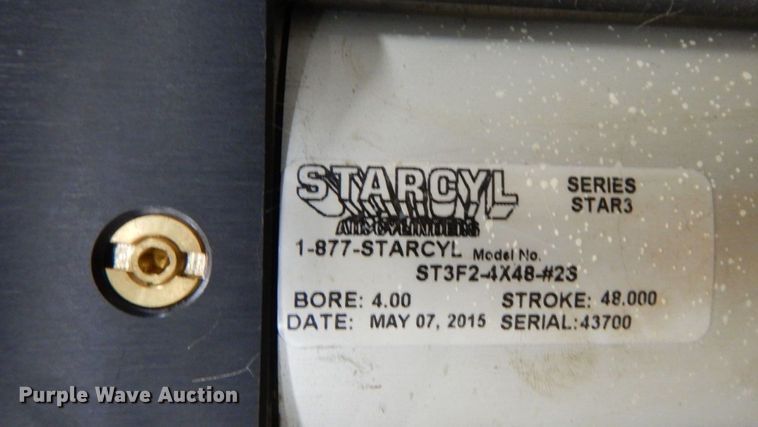 STARCYL
AIR CYLINDERS
SERIES
STAR3
1-877-STARCYL Model No.
ST3F2-4X48-#2S
BORE: 4.00 STROKE: 48.000
DATE: MAY 07, 2015 SERIAL:43700
Purple Wave Auction